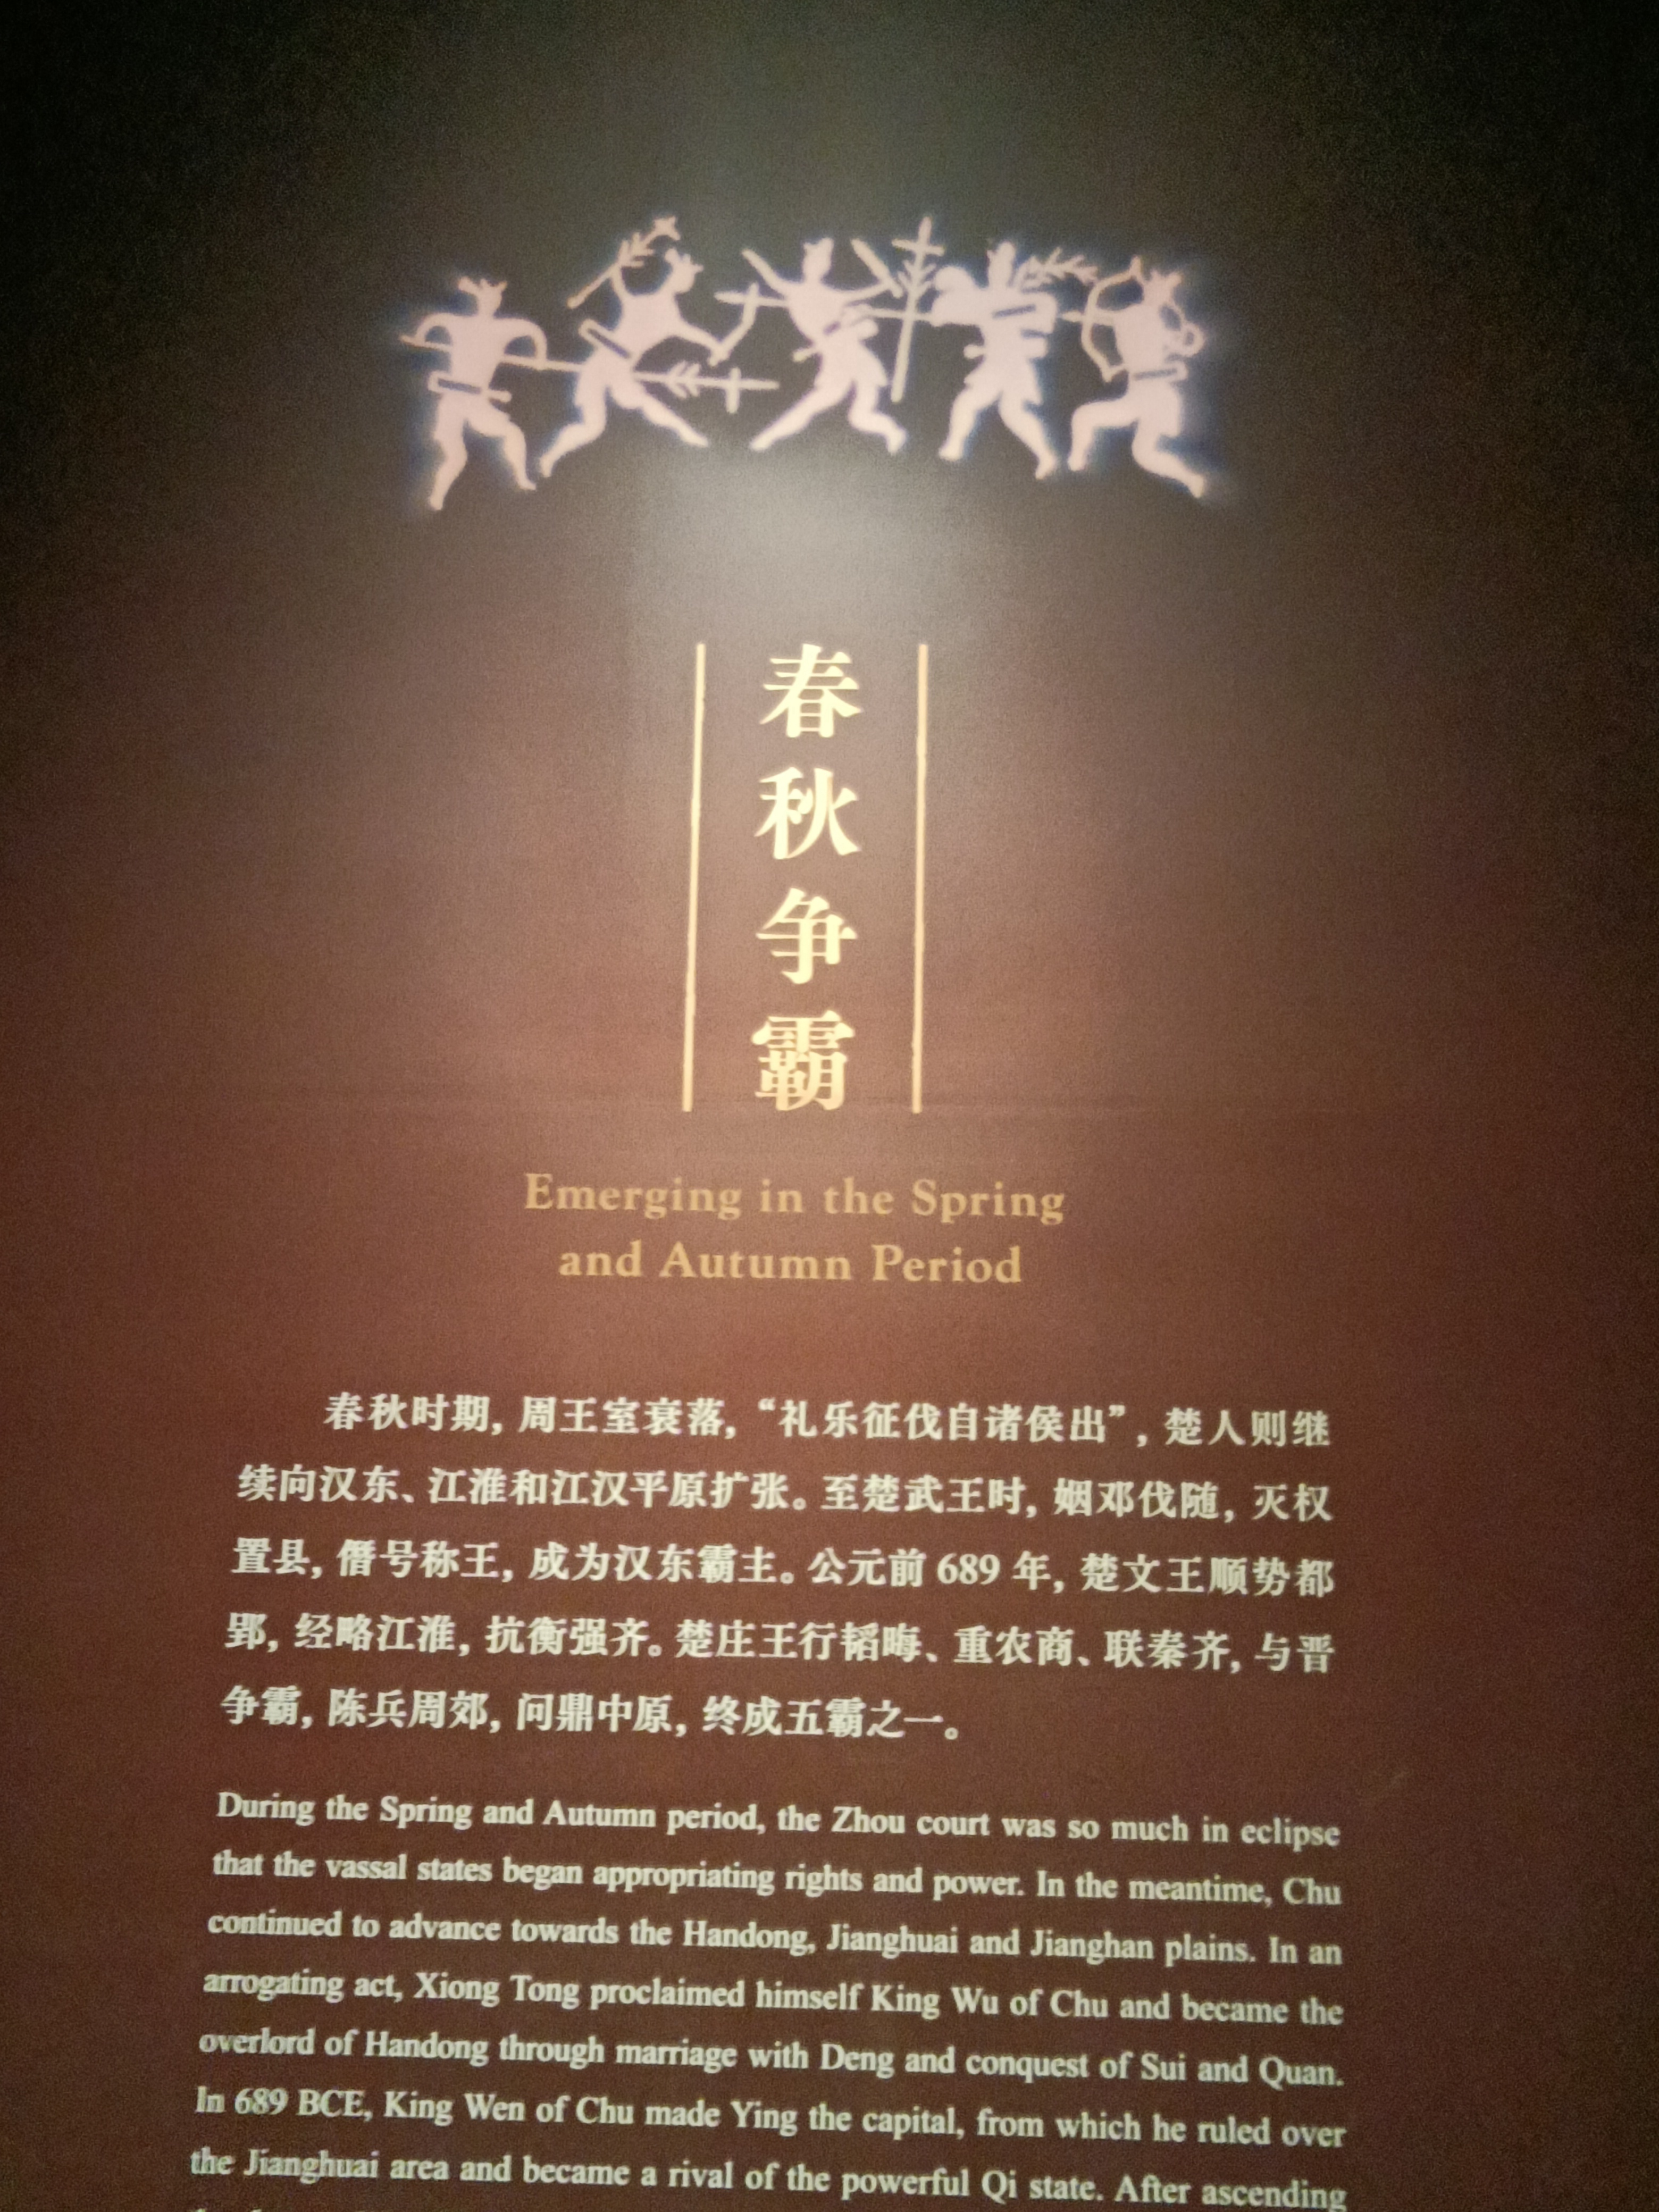 春秋争霸
Emerging in the Spring
and Autumn Period
春秋时期，周王室衰落，“礼乐征伐自诸侯出”，楚人则继
续向汉东、江淮和江汉平原扩张。至楚武王时，姻邓伐随，灭权
置县，僭号称王，成为汉东霸主。公元前 689 年，楚文王顺势都
郢，经略江淮，抗衡强齐。楚庄王行韬晦、重农商、联秦齐，与晋
争霸，陈兵周郊，问鼎中原，终成五霸之一。
During the Spring and Autumn period, the Zhou court was so much in eclipse
that the vassal states began appropriating rights and power. In the meantime, Chu
continued to advance towards the Handong, Jianghuai and Jianghan plains. In an
arrogating act, Xiong Tong proclaimed himself King Wu of Chu and became the
overlord of Handong through marriage with Deng and conquest of Sui and Quan.
In 689 BCE, King Wen of Chu made Ying the capital, from which he ruled over
the Jianghuai area and became a rival of the powerful Qi state. After ascending